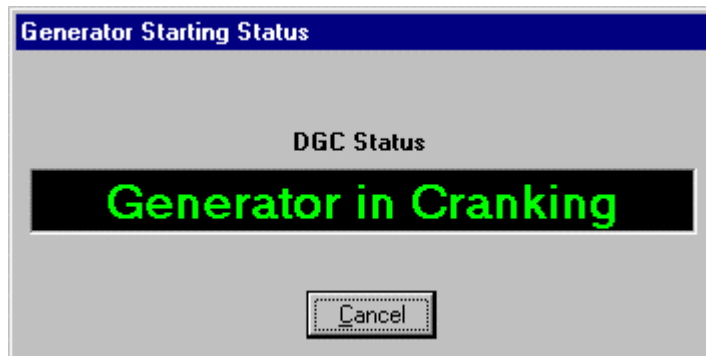 Generator Starting Status
DGC Status
Generator in Cranking
Cancel